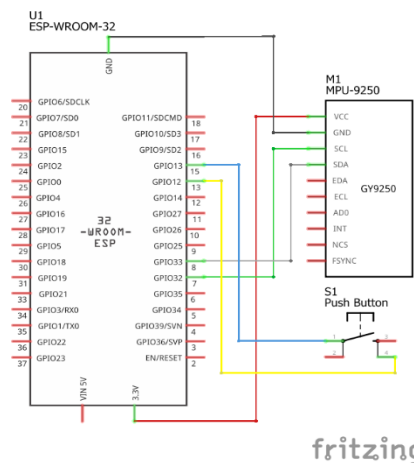 U1
ESP-WROOM-32
GND
GPIO6/SDCLK
20
GPIO7/SD0
21
GPIO8/SD1
22
GPIO15
23
GPIO2
24
GPIO0
25
GPIO4
26
GPIO16
27
GPIO17
28
GPIO5
29
GPIO18
30
GPIO19
31
GPIO21
33
GPIO3/RX0
34
GPIO1/TX0
35
GPIO22
36
GPIO23
37
32
-WROOM-
ESP
GPIO11/SDCMD
18
GPIO10/SD3
17
GPIO9/SD2
16
GPIO13
15
GPIO12
13
GPIO14
12
GPIO27
11
GPIO26
10
GPIO25
9
GPIO33
8
GPIO32
7
GPIO35
6
GPIO34
5
GPIO39/SVN
4
GPIO36/SVP
3
EN/RESET
2
VIN 5V
3.3V
M1
MPU-9250
VCC
GND
SCL
SDA
EDA
ECL
AD0
INT
NCS
FSYNC
GY9250
S1
Push Button
1
3
2
4
fritzing